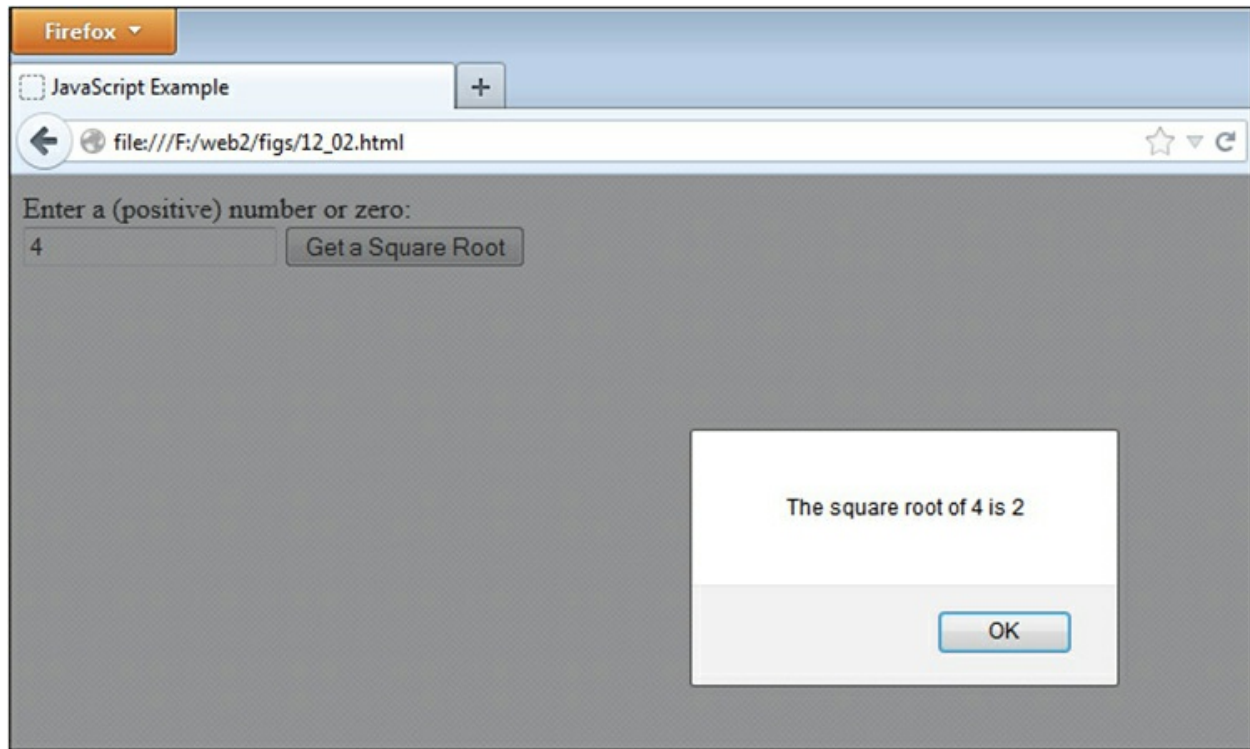 Firefox
JavaScript Example
+
file:///F:/web2/figs/12_02.html
Enter a (positive) number or zero:
4 Get a Square Root
The square root of 4 is 2
OK